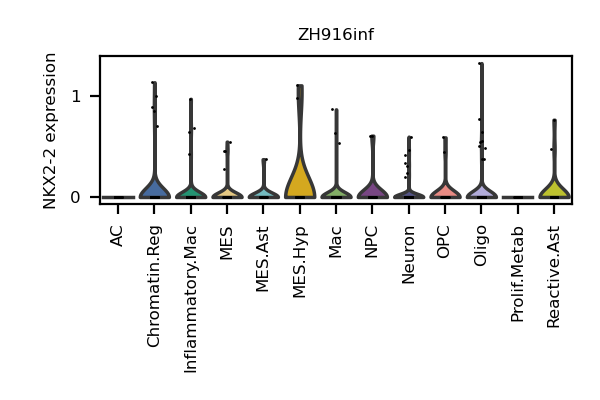 ZH916inf
NKX2-2 expression
1
0
AC
Chromatin.Reg
Inflammatory.Mac
MES
MES.Ast
MES.Hyp
Mac
NPC
Neuron
OPC
Oligo
Prolif.Metab
Reactive.Ast